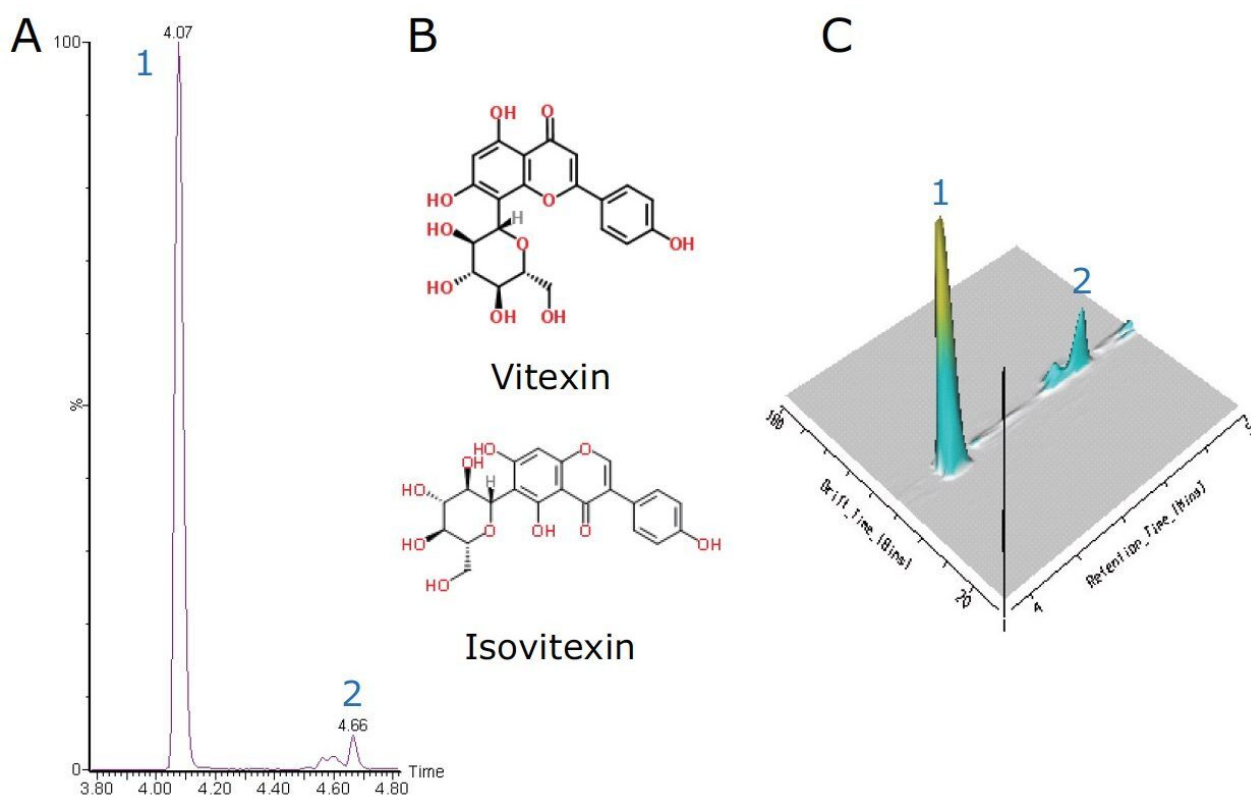 A
B
C
100
1
4.07
%
0
2
4.66
Time
3.80
4.00
4.20
4.40
4.60
4.80
OH
O
HO
O
H
HO
O
OH
HO
OH
OH
Vitexin
HO
O
OH
H
HO
HO
O
OH
O
OH
HO
HO
Isovitexin
1
2
180
Drift_Time_(Bins)
20
4
Retention_Time_(Mins)